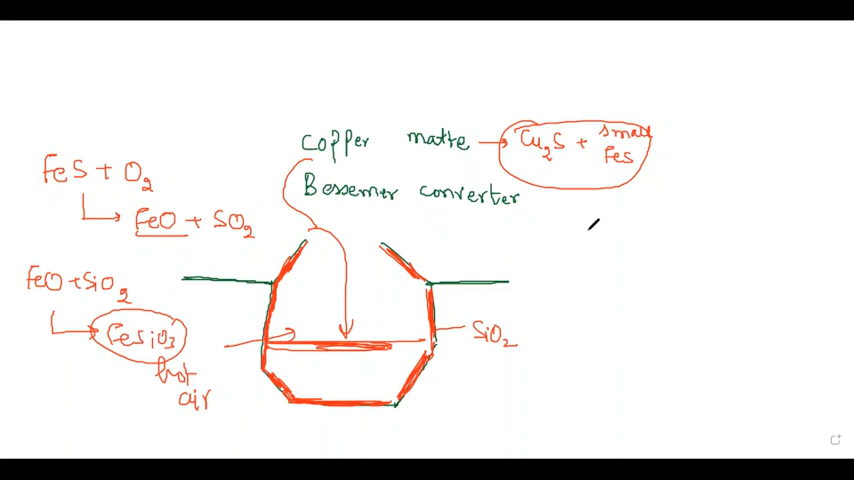 Copper matte → Cu₂S + small FeS
Bessemer converter
FeS + O₂
→ FeO + SO₂
FeO + SiO₂
→ FeSiO₃
hot air
SiO₂